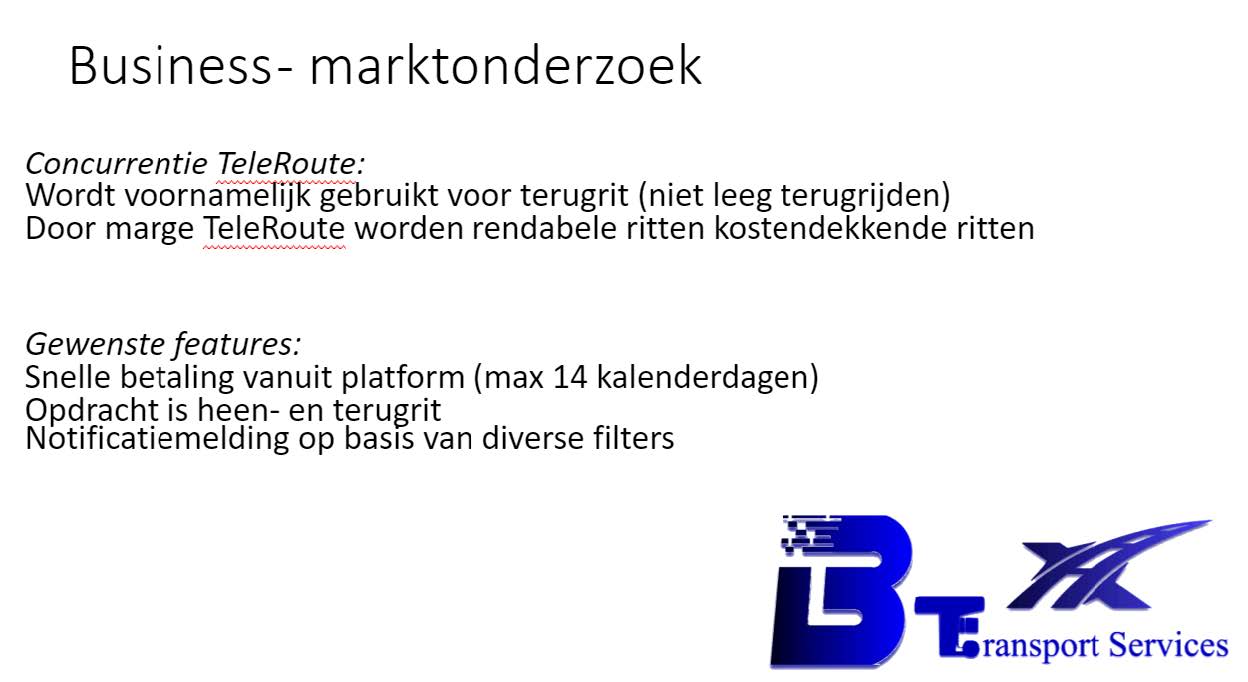 Business- marktonderzoek
Concurrentie TeleRoute:
Wordt voornamelijk gebruikt voor terugrit (niet leeg terugrijden)
Door marge TeleRoute worden rendabele ritten kostendekkende ritten
Gewenste features:
Snelle betaling vanuit platform (max 14 kalenderdagen)
Opdracht is heen- en terugrit
Notificatiemelding op basis van diverse filters
B
Transport Services